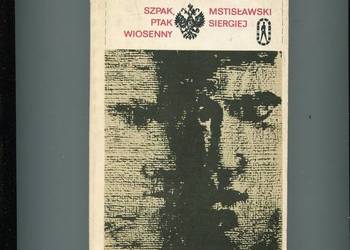 SZPAK
PTAK
WIOSENNY
MSTISŁAWSKI
SIERGIEJ